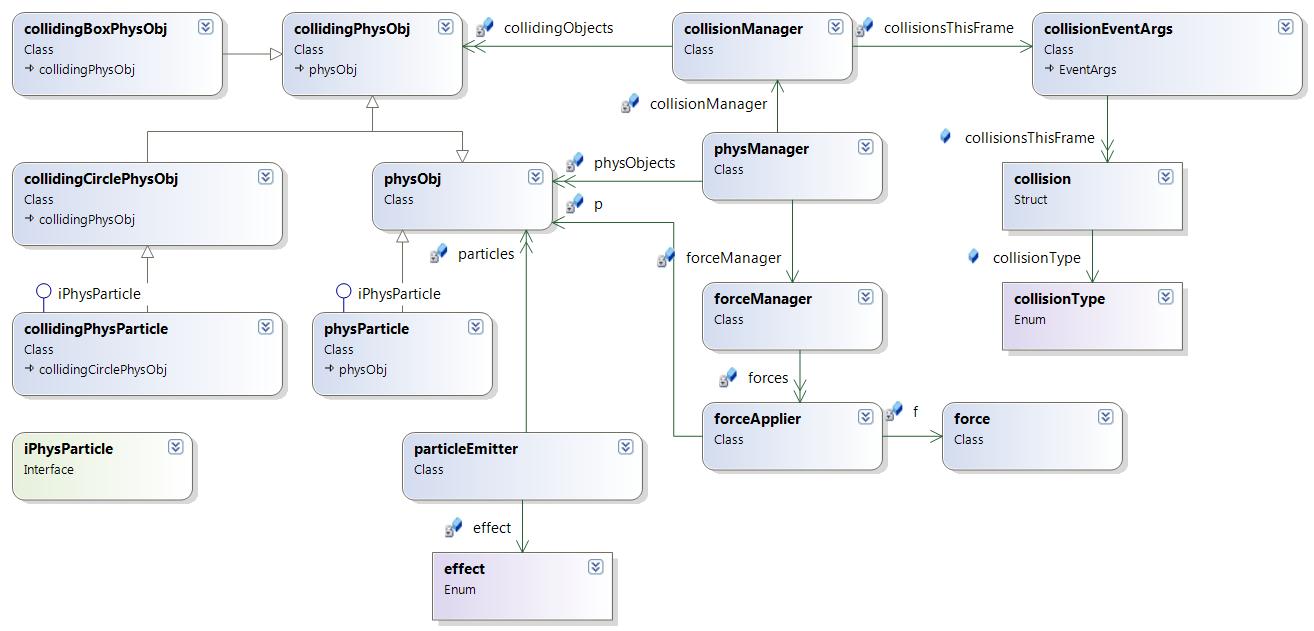 collidingBoxPhysObj
Class
collidingPhysObj
collidingPhysObj
Class
physObj
collidingObjects
collisionManager
Class
collisionsThisFrame
collisionEventArgs
Class
EventArgs
collisionManager
collisionsThisFrame
physManager
Class
physObjects
p
collidingCirclePhysObj
Class
collidingPhysObj
physObj
Class
collision
Struct
particles
forceManager
collisionType
iPhysParticle
iPhysParticle
forceManager
Class
collisionType
Enum
collidingPhysParticle
Class
collidingCirclePhysObj
physParticle
Class
physObj
forces
forceApplier
Class
f
force
Class
iPhysParticle
Interface
particleEmitter
Class
effect
effect
Enum